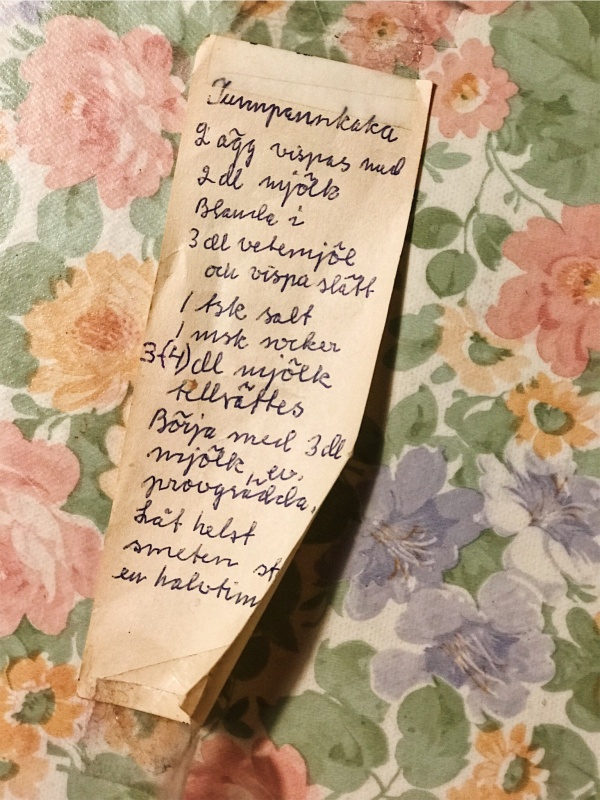 Tunnpannkaka
2 ägg vispas med
2 dl mjölk
Blanda i
3 dl vetemjöl
och vispa slätt
1 tsk salt
1 msk socker
3(4) dl mjölk
tillsättes
Börja med 3 dl
mjölk, ev.
provgrädda.
Låt helst
smeten st
en halvtim